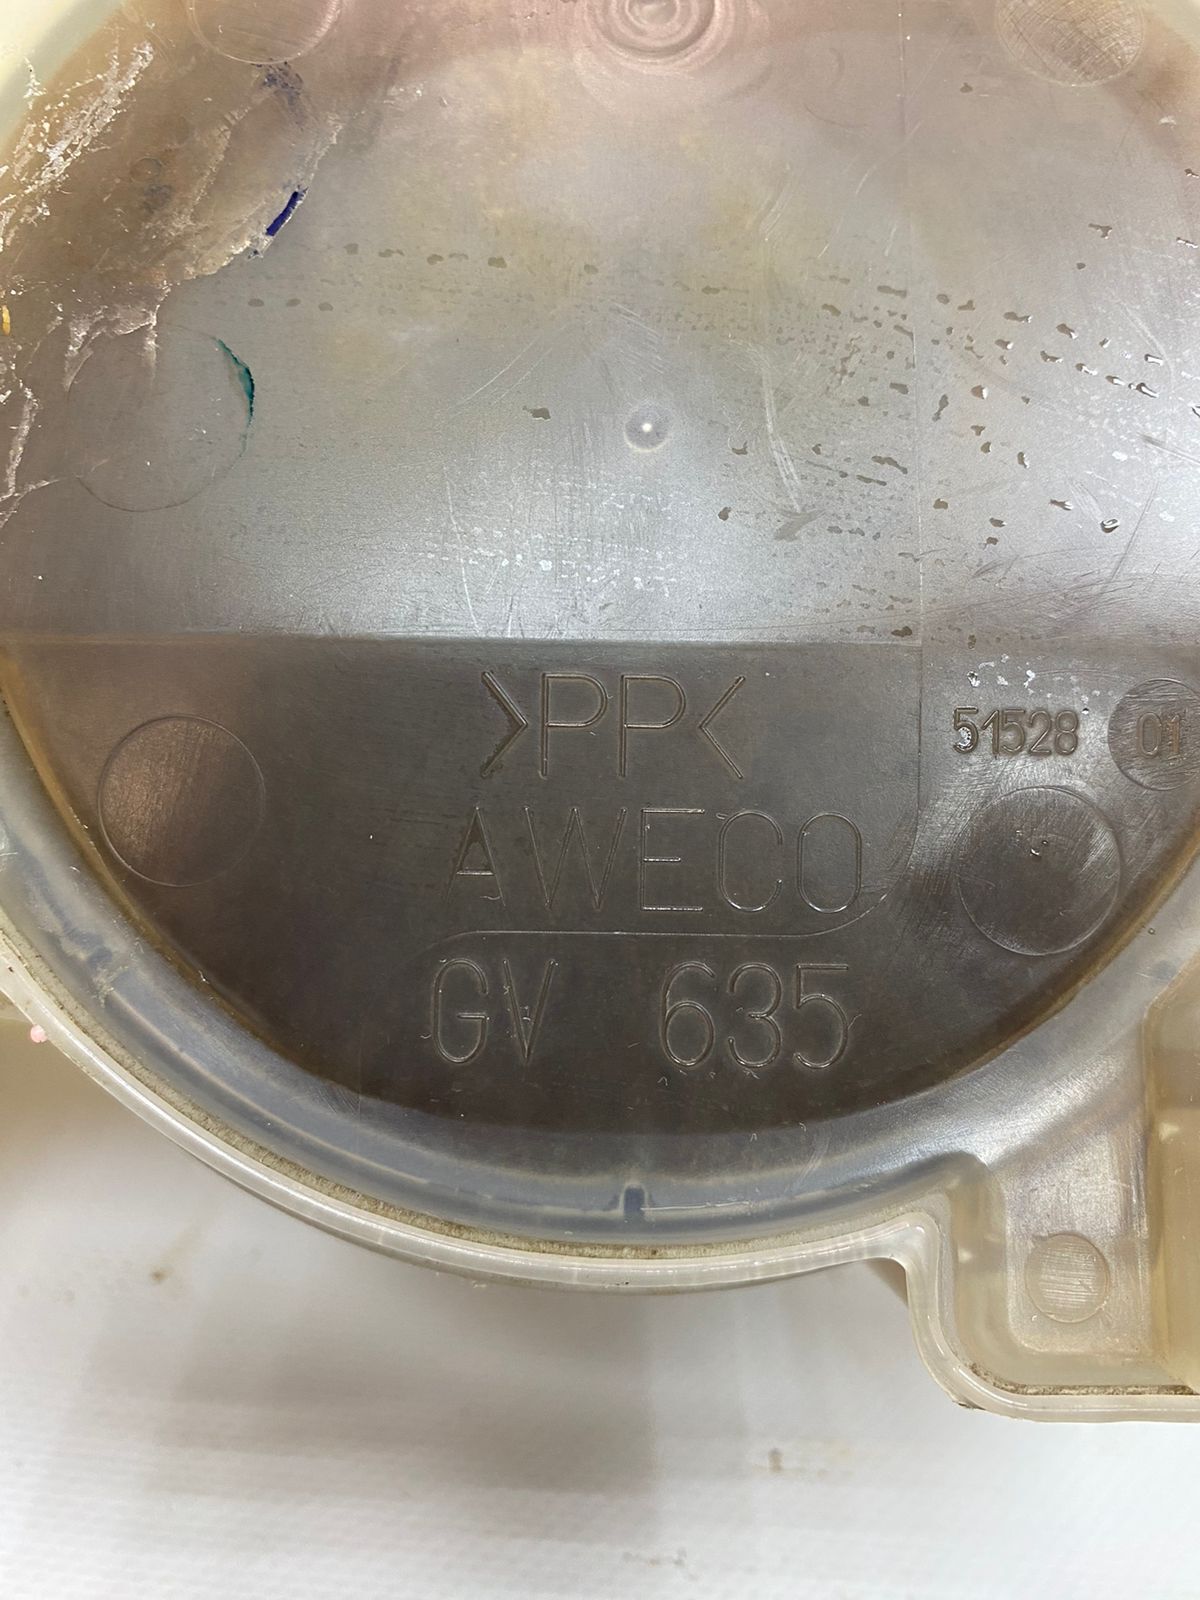 >PP<
51528 01
AWECO
GV 635